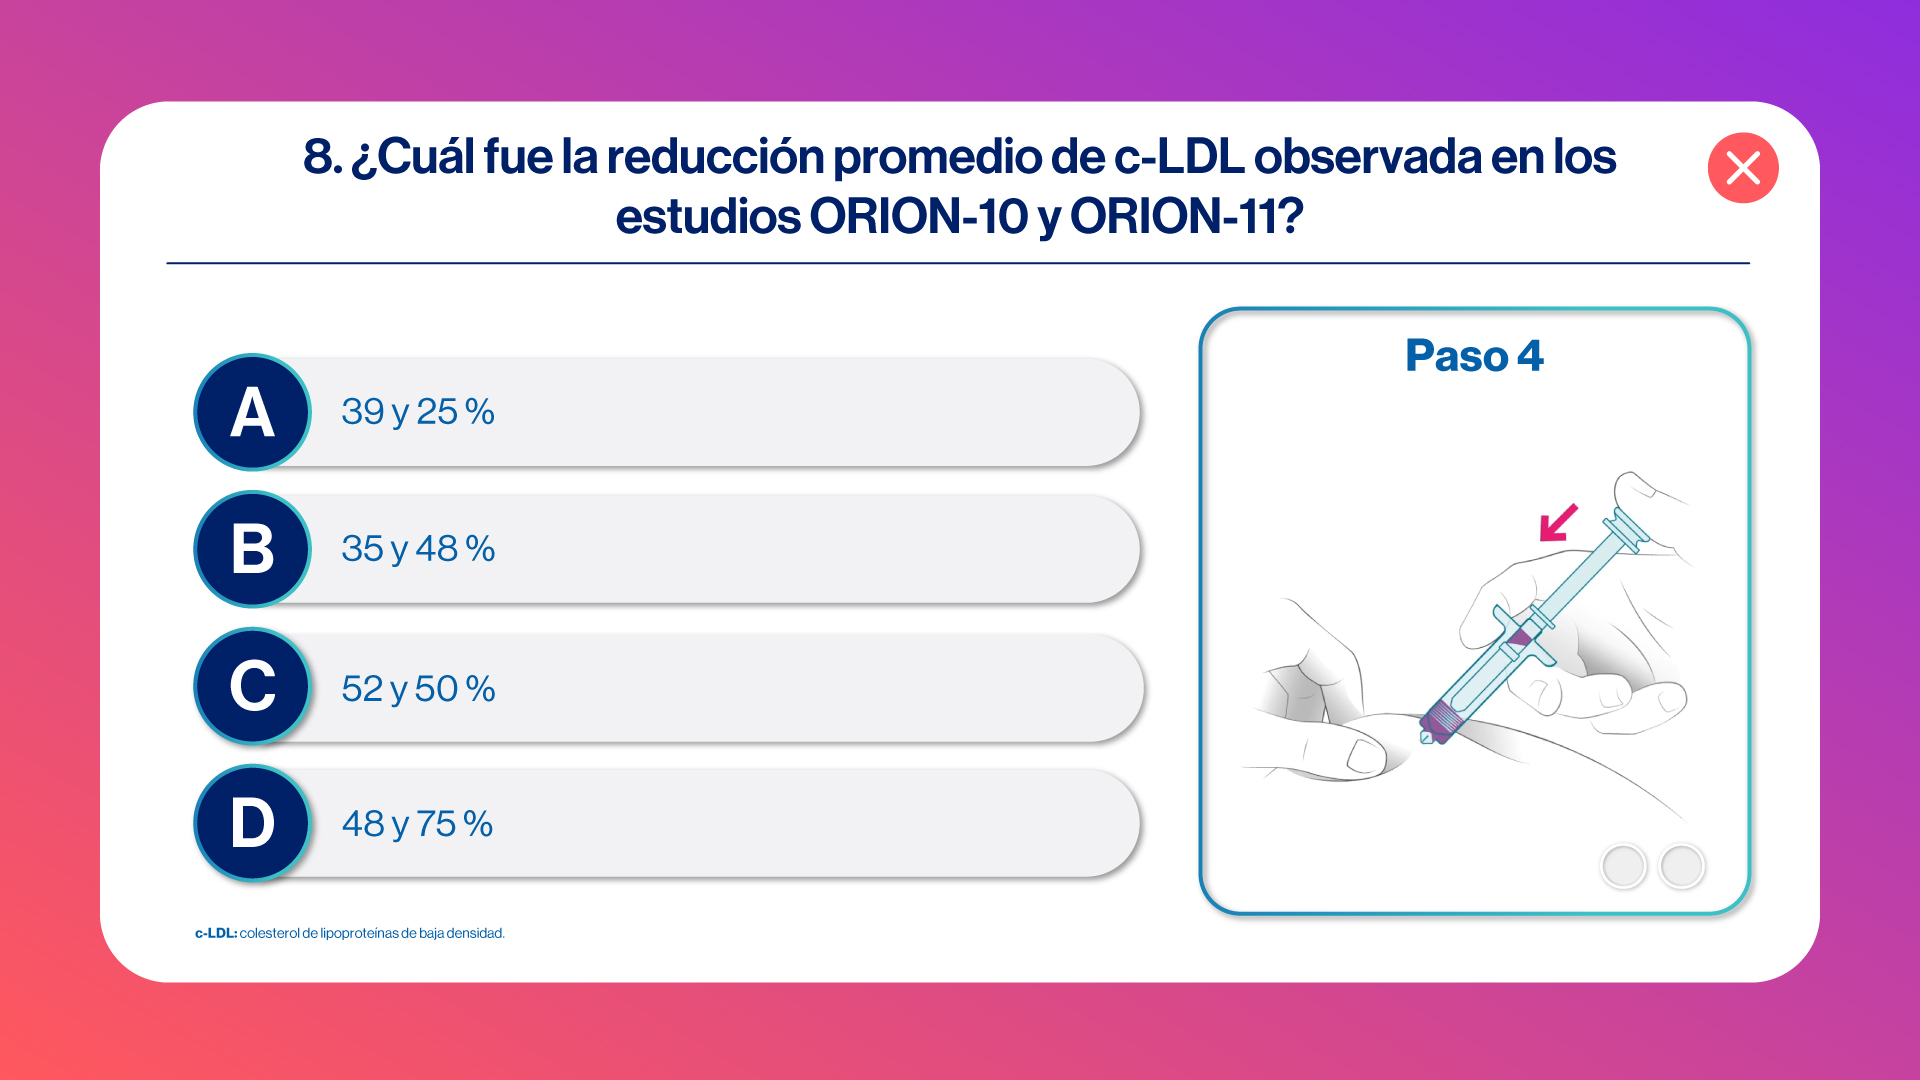 8. ¿Cuál fue la reducción promedio de c-LDL observada en los
estudios ORION-10 y ORION-11?
A
39 y 25 %
B
35 y 48 %
C
52 y 50 %
D
48 y 75 %
Paso 4
c-LDL: colesterol de lipoproteínas de baja densidad.